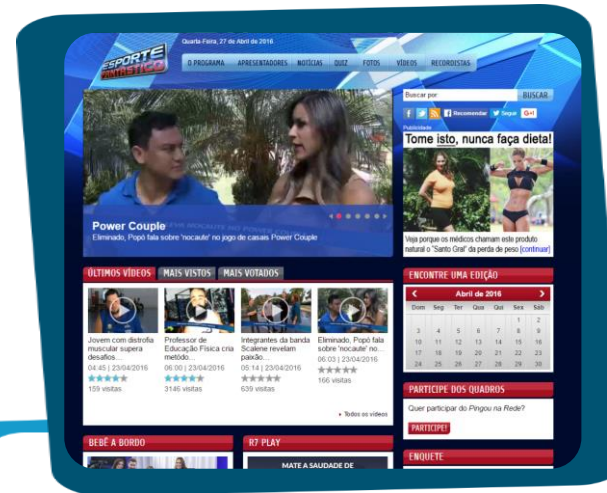 Quarta-Feira, 27 de Abril de 2016
ESPORTE
FANTÁSTICO
O PROGRAMA APRESENTADORES NOTÍCIAS QUIZ FOTOS VÍDEOS RECORDISTAS
Power Couple
Eliminado, Popó fala sobre 'nocaute' no jogo de casais Power Couple
Buscar por: BUSCAR
Recomendar Seguir G+1
Publicidade
Tome isto, nunca faça dieta!
Veja porque os médicos chamam este produto
natural o "Santo Gral" da perda de peso [continuar]
ÚLTIMOS VÍDEOS MAIS VISTOS MAIS VOTADOS
Jovem com distrofia
muscular supera
desafios...
04:45 | 23/04/2016
159 visitas
Professor de
Educação Física cria
metódo...
06:00 | 23/04/2016
3146 visitas
Integrantes da banda
Scalene revelam
paixão...
05:14 | 23/04/2016
639 visitas
Eliminado, Popó fala
sobre 'nocaute' no...
06:03 | 23/04/2016
166 visitas
Todos os vídeos
ENCONTRE UMA EDIÇÃO
Abril de 2016
Dom Seg Ter Qua Qui Sex Sáb
1 2
3 4 5 6 7 8 9
10 11 12 13 14 15 16
17 18 19 20 21 22 23
24 25 26 27 28 29 30
PARTICIPE DOS QUADROS
Quer participar do Pingou na Rede?
PARTICIPE!
BEBÊ A BORDO
R7 PLAY
MATE A SAUDADE DE
ENQUETE